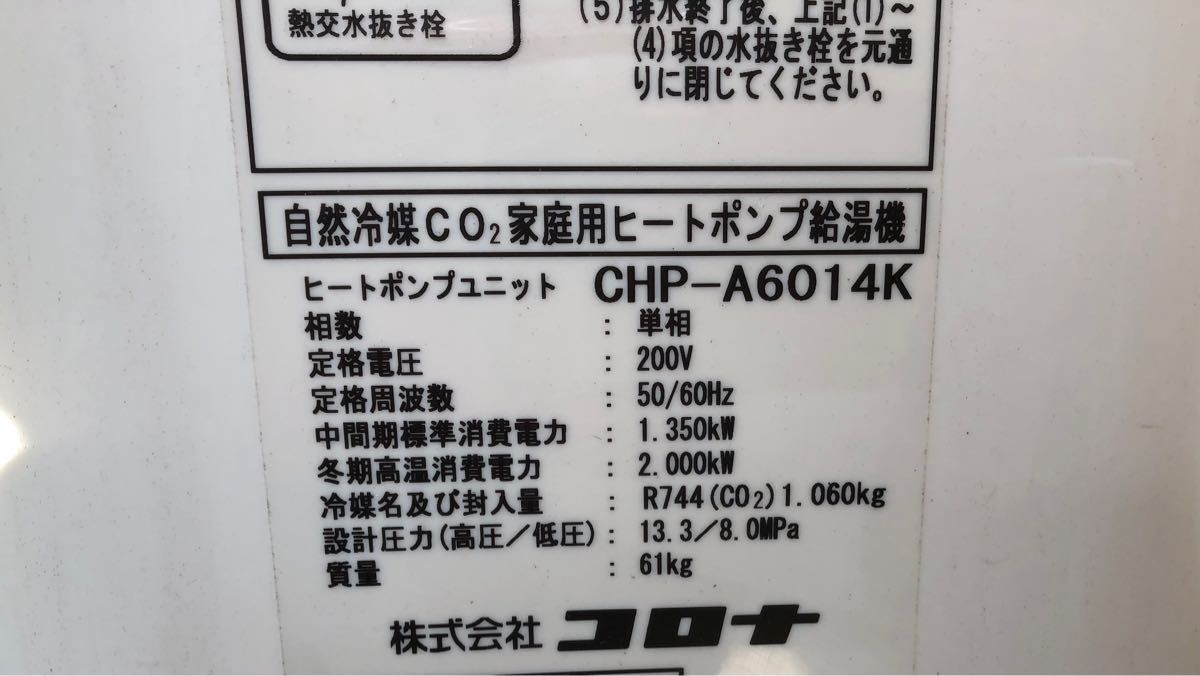 熱交水抜き栓
(5)排水終了後、上記(1)～
(4)項の水抜き栓を元通
りに閉じてください。
自然冷媒CO₂家庭用ヒートポンプ給湯機
ヒートポンプユニット CHP-A6014K
相数 : 単相
定格電圧 : 200V
定格周波数 : 50/60Hz
中間期標準消費電力 : 1.350kW
冬期高温消費電力 : 2.000kW
冷媒名及び封入量 : R744(CO₂)1.060kg
設計圧力(高圧／低圧) : 13.3／8.0MPa
質量 : 61kg
株式会社 コロナ